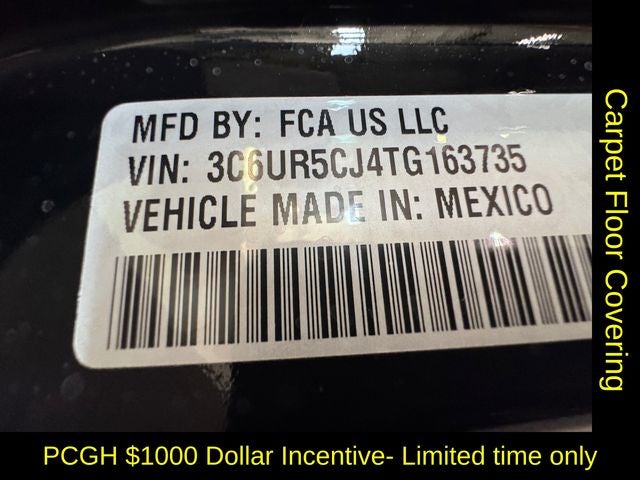 MFD BY: FCA US LLC
VIN: 3C6UR5CJ4TG163735
VEHICLE MADE IN: MEXICO
Carpet Floor Covering
PCGH $1000 Dollar Incentive- Limited time only